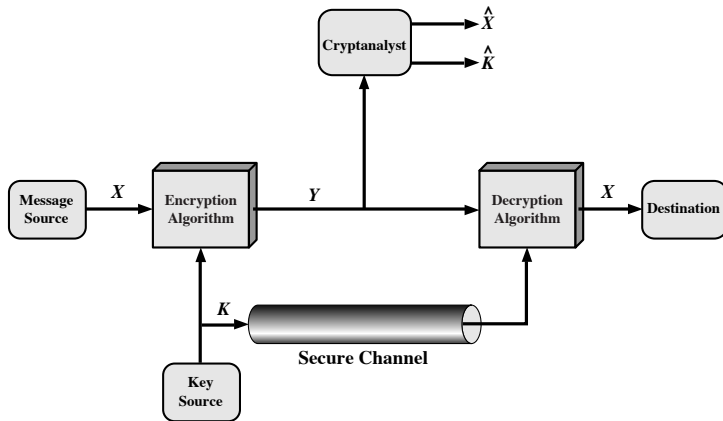 X̂
Cryptanalyst
K̂
X
Encryption
Algorithm
Y
Decryption
Algorithm
X
Message
Source
Destination
K
Secure Channel
Key
Source